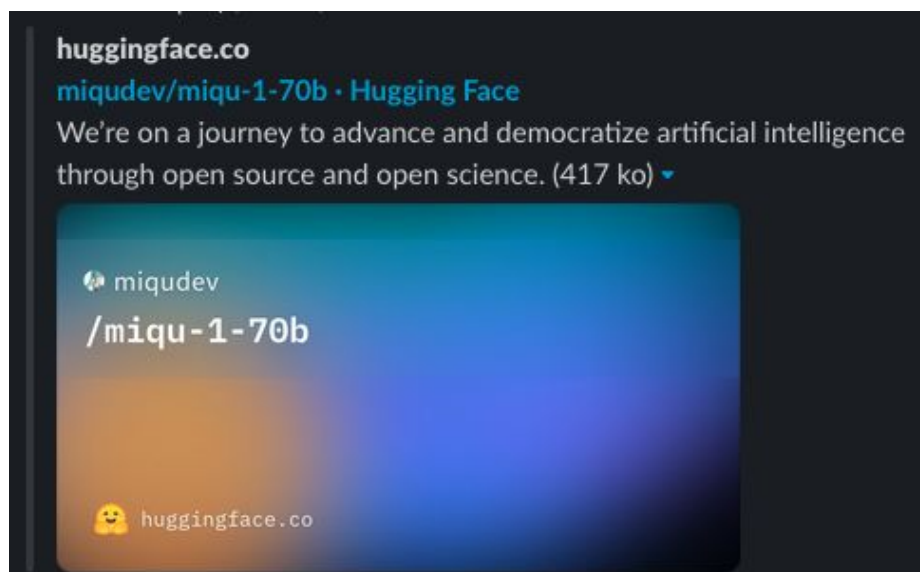 huggingface.co
miqudev/miqu-1-70b · Hugging Face
We're on a journey to advance and democratize artificial intelligence
through open source and open science. (417 ko)
miqudev
/miqu-1-70b
huggingface.co